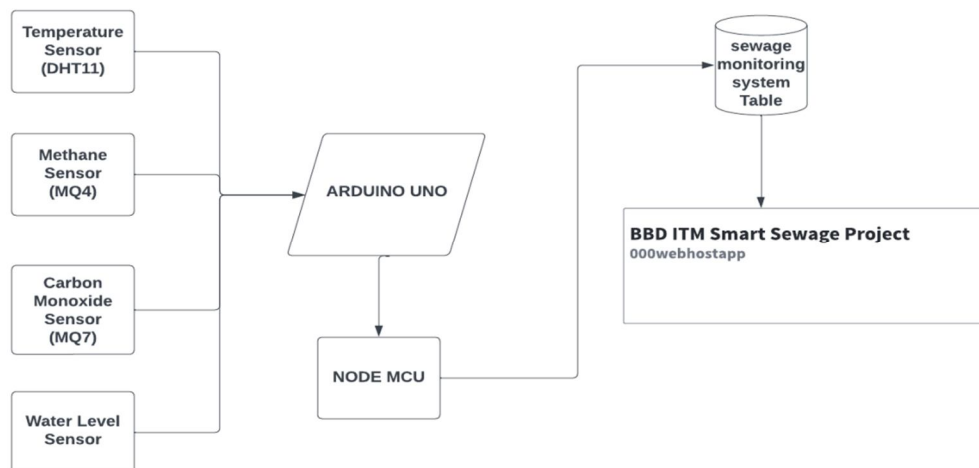 Temperature
Sensor
(DHT11)
Methane
Sensor
(MQ4)
Carbon
Monoxide
Sensor
(MQ7)
Water Level
Sensor
ARDUINO UNO
NODE MCU
sewage
monitoring
system
Table
BBD ITM Smart Sewage Project
000webhostapp